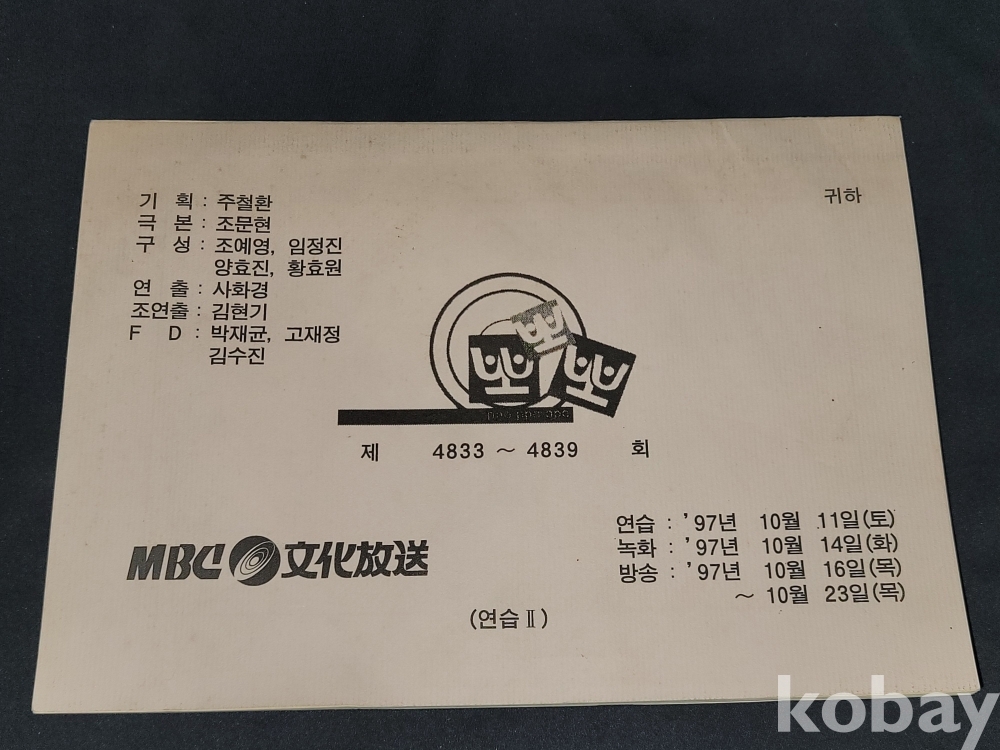 귀하
기 획 : 주철환
극 본 : 조문현
구 성 : 조예영, 임정진
양효진, 황효원
연 출 : 사화경
조연출 : 김현기
F D : 박재균, 고재정
김수진
뽀뽀뽀
제 4833 ~ 4839 회
연습 : '97년 10월 11일(토)
녹화 : '97년 10월 14일(화)
방송 : '97년 10월 16일(목)
~ 10월 23일(목)
MBC 文化放送
(연습Ⅱ)
kobay